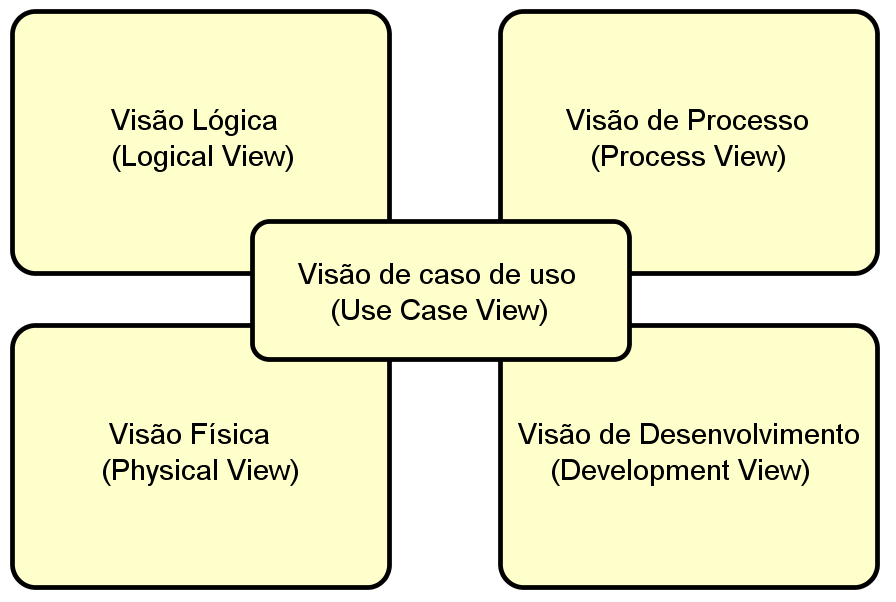 Visão Lógica
(Logical View)
Visão de Processo
(Process View)
Visão de caso de uso
(Use Case View)
Visão Física
(Physical View)
Visão de Desenvolvimento
(Development View)